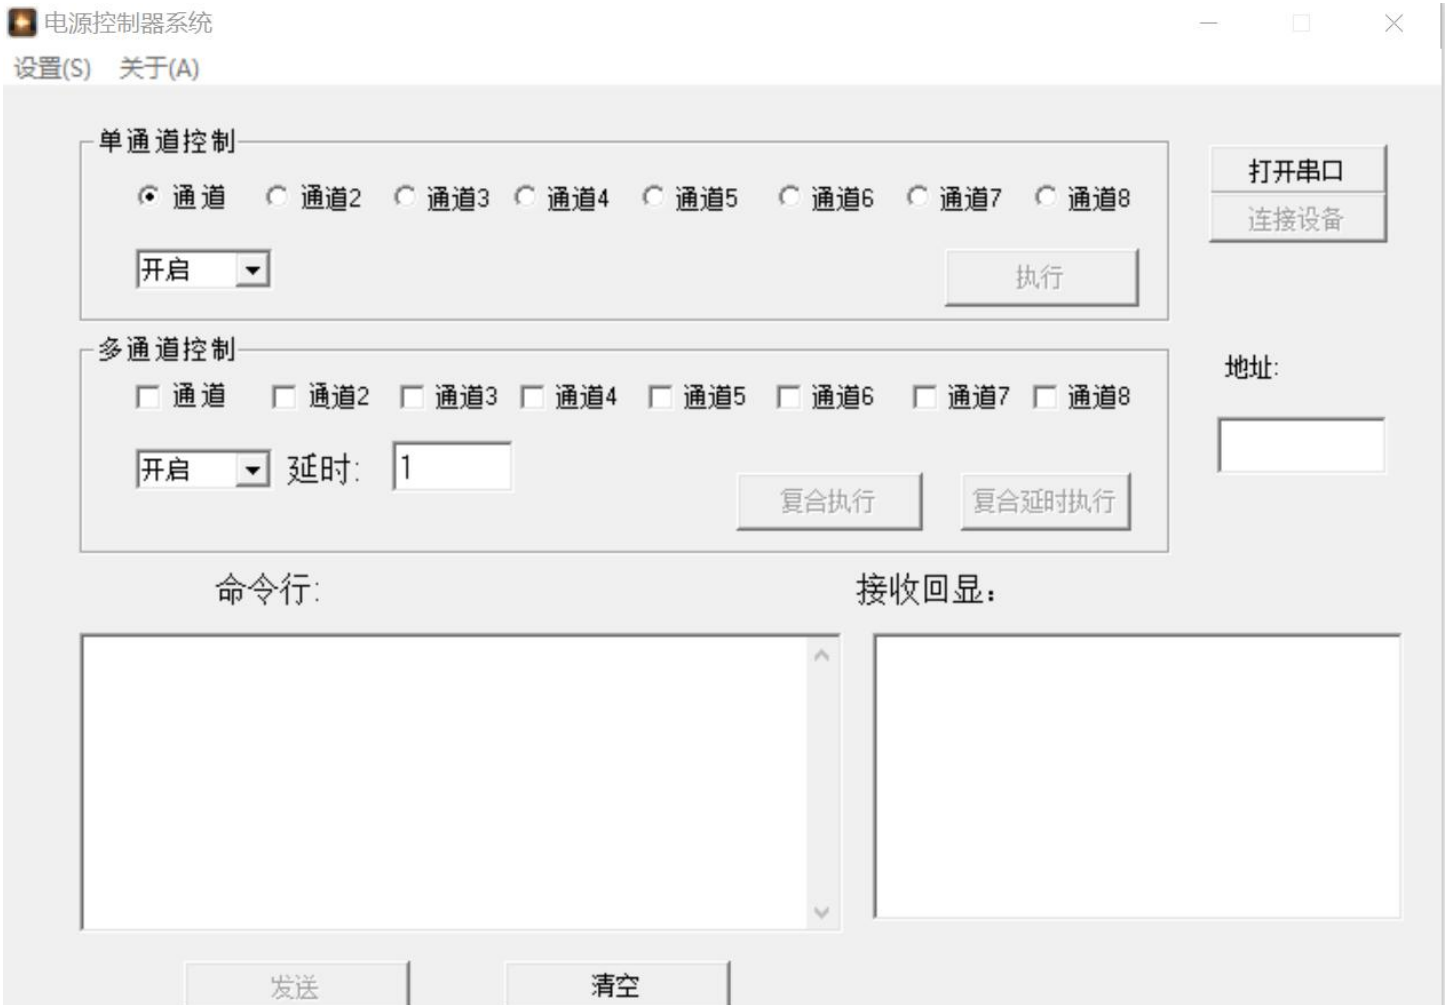 电源控制器系统
设置(S) 关于(A)
单通道控制
通道 通道2 通道3 通道4 通道5 通道6 通道7 通道8
开启
执行
打开串口
连接设备
多通道控制
通道 通道2 通道3 通道4 通道5 通道6 通道7 通道8
开启 延时: 1
复合执行 复合延时执行
地址:
命令行:
接收回显：
发送 清空